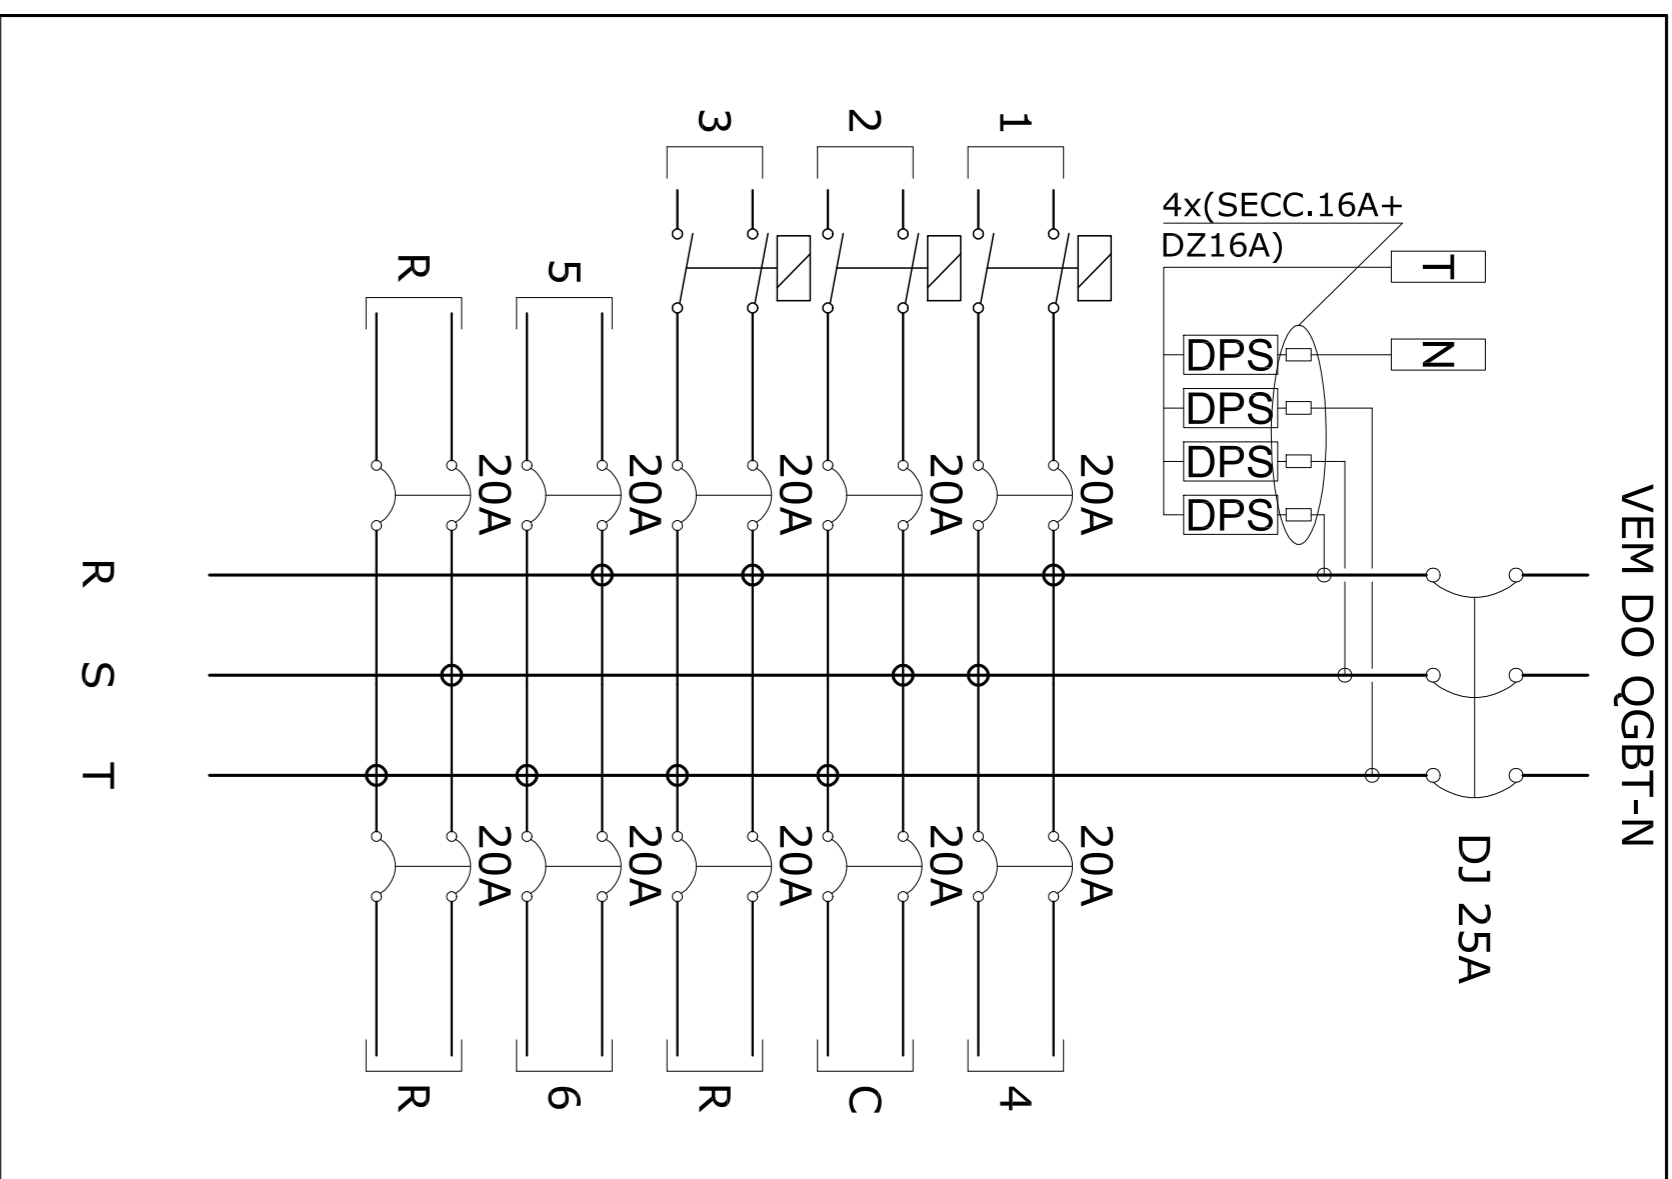 3
2
1
4x(SECC.16A+
DZ16A)
T
R
5
N
DPS
DPS
DPS
DPS
20A
20A
20A
20A
20A
VEM DO QGBT-N
R
S
T
20A
20A
20A
20A
20A
DJ 25A
R
6
R
C
4